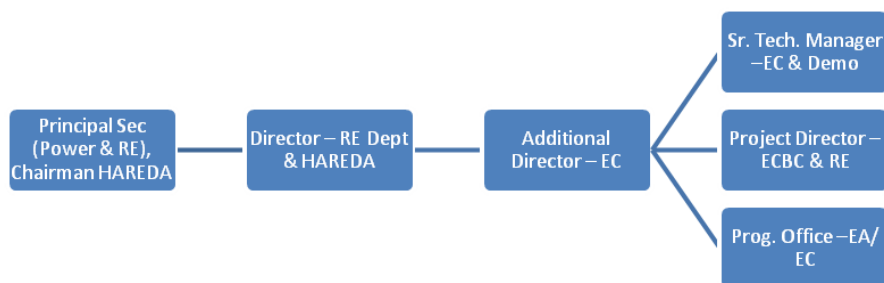 Principal Sec
(Power & RE),
Chairman HAREDA
Director – RE Dept
& HAREDA
Additional
Director – EC
Sr. Tech. Manager
–EC & Demo
Project Director –
ECBC & RE
Prog. Office –EA/
EC